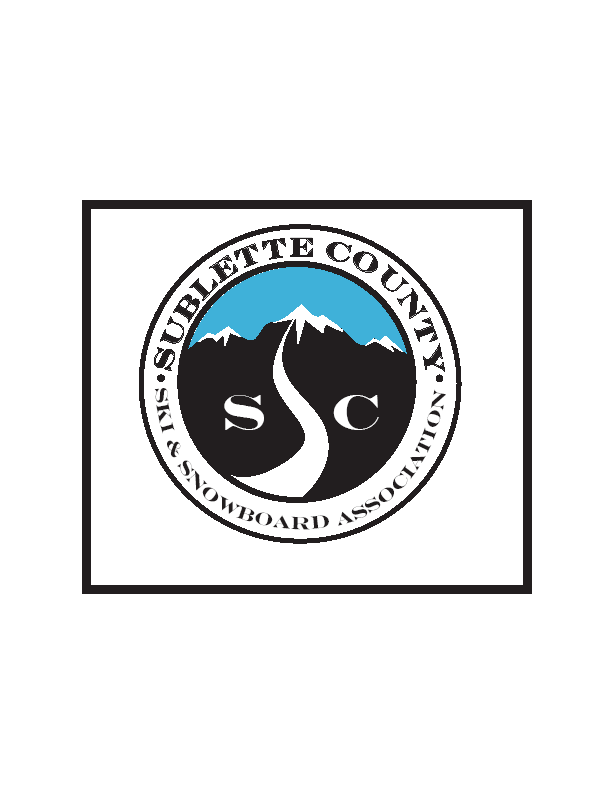 SUBLETTE COUNTY
S C
SKI & SNOWBOARD ASSOCIATION